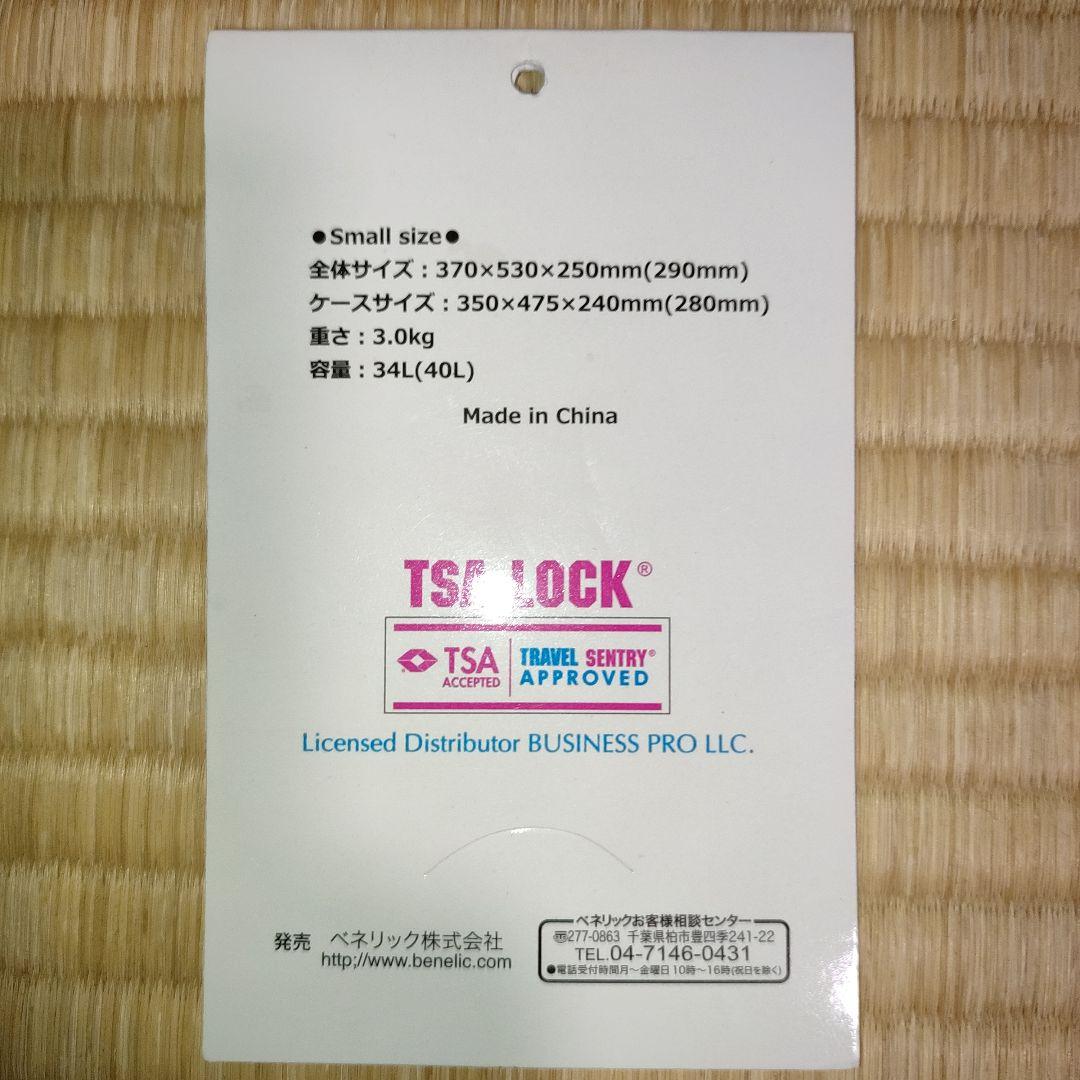 ●Small size●
全体サイズ：370×530×250mm(290mm)
ケースサイズ：350×475×240mm(280mm)
重さ：3.0kg
容量：34L(40L)
Made in China
TSA LOCK®
TSA ACCEPTED
TRAVEL SENTRY® APPROVED
Licensed Distributor BUSINESS PRO LLC.
発売 ベネリック株式会社
http://www.benelic.com
ベネリックお客様相談センター
〠277-0863 千葉県柏市豊四季241-22
TEL.04-7146-0431
●電話受付時間月～金曜日10時～16時(祝日を除く)